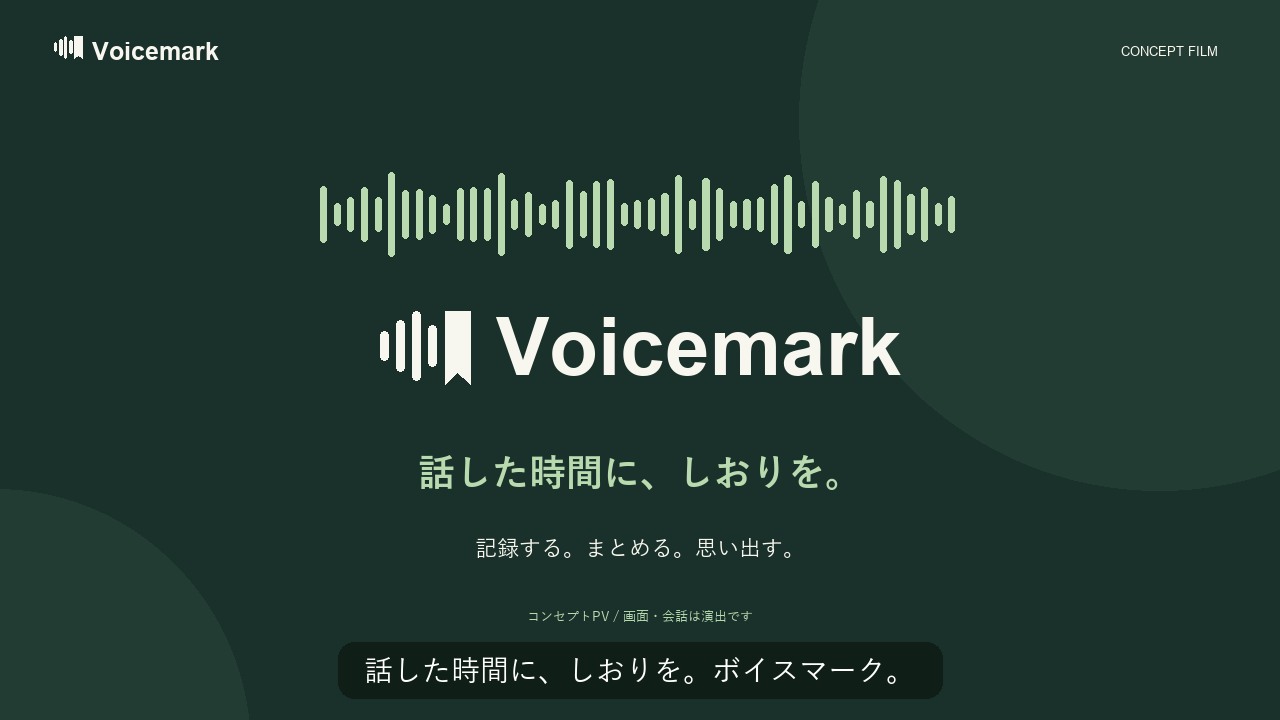 Voicemark
CONCEPT FILM
Voicemark
話した時間に、しおりを。
記録する。まとめる。思い出す。
コンセプトPV / 画面・会話は演出です
話した時間に、しおりを。ボイスマーク。